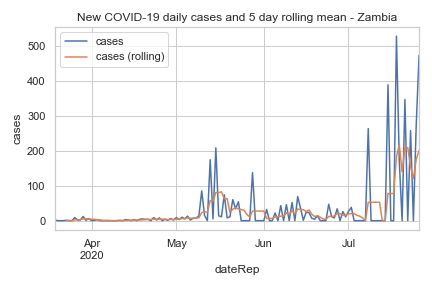 New COVID-19 daily cases and 5 day rolling mean - Zambia
cases
cases (rolling)
500
400
300
200
100
0
cases
Apr
2020
May
Jun
Jul
dateRep